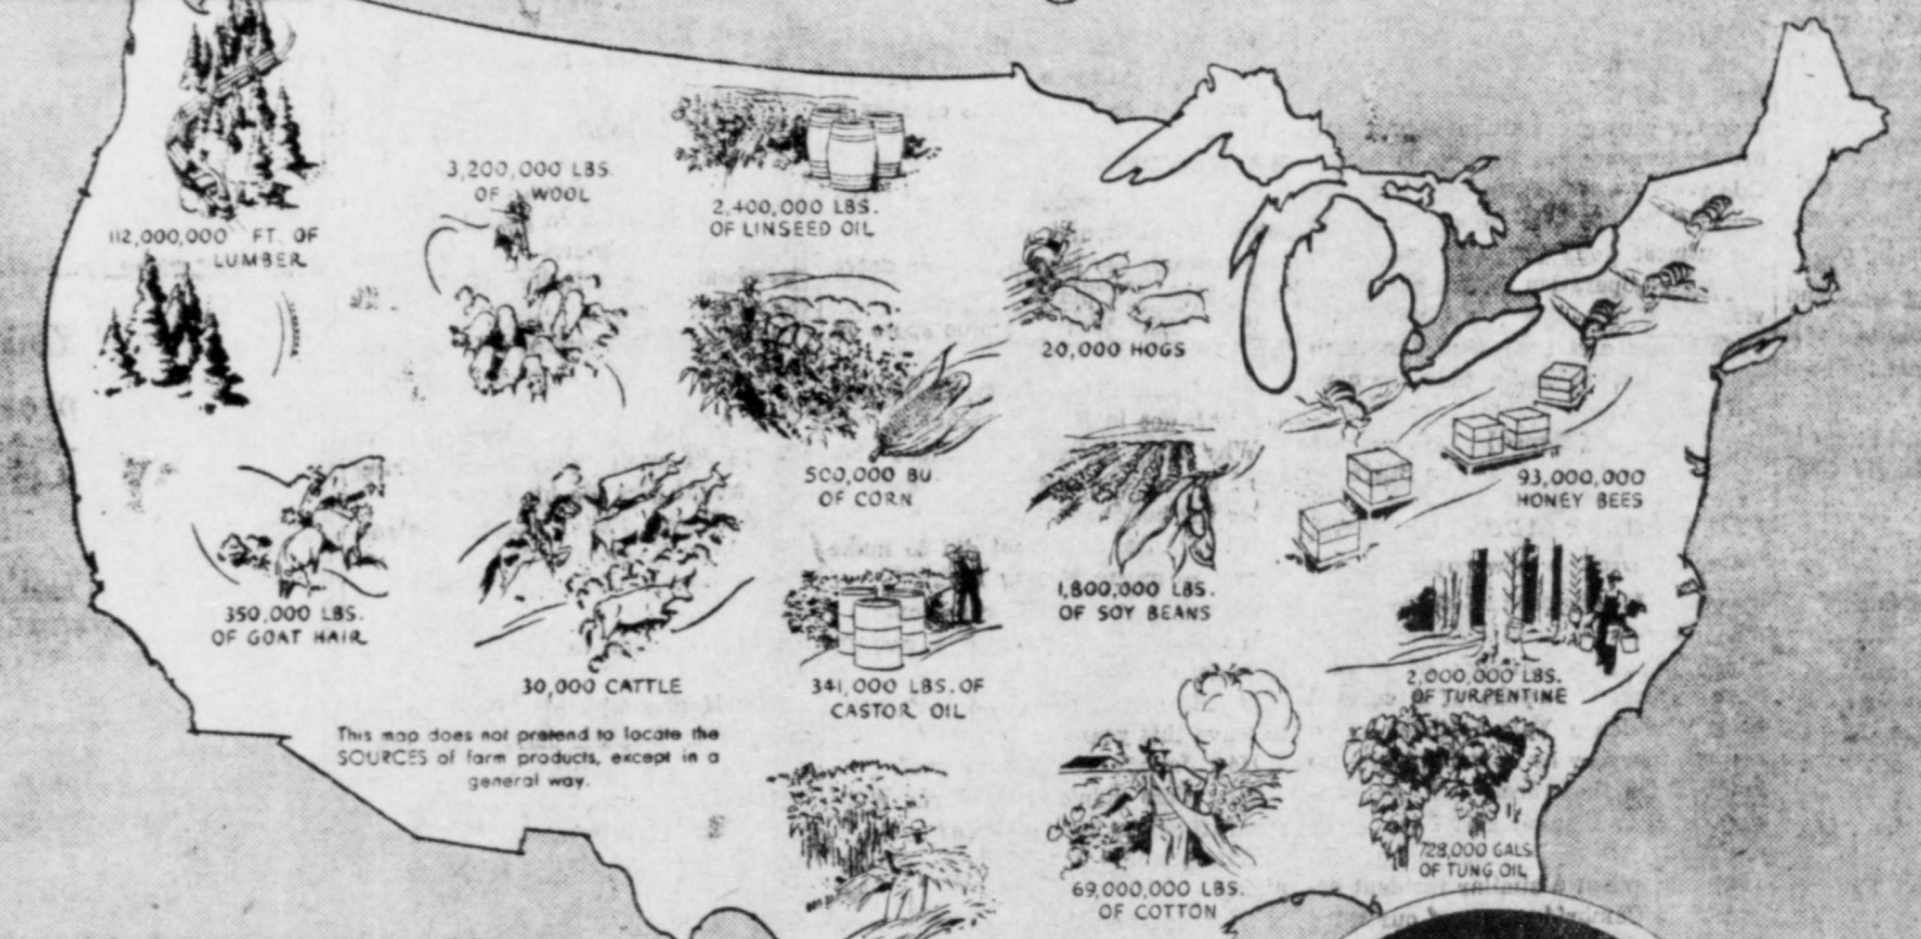 3,200,000 LBS.
OF WOOL
2,400,000 LBS.
OF LINSEED OIL
112,000,000 FT. OF
LUMBER
20,000 HOGS
500,000 BU.
OF CORN
93,000,000
HONEY BEES
350,000 LBS.
OF GOAT HAIR
1,800,000 LBS.
OF SOY BEANS
30,000 CATTLE
341,000 LBS. OF
CASTOR OIL
2,000,000 LBS.
OF TURPENTINE
This map does not pretend to locate the
SOURCES of farm products, except in a
general way.
728,000 GALS.
OF TUNG OIL
69,000,000 LBS.
OF COTTON